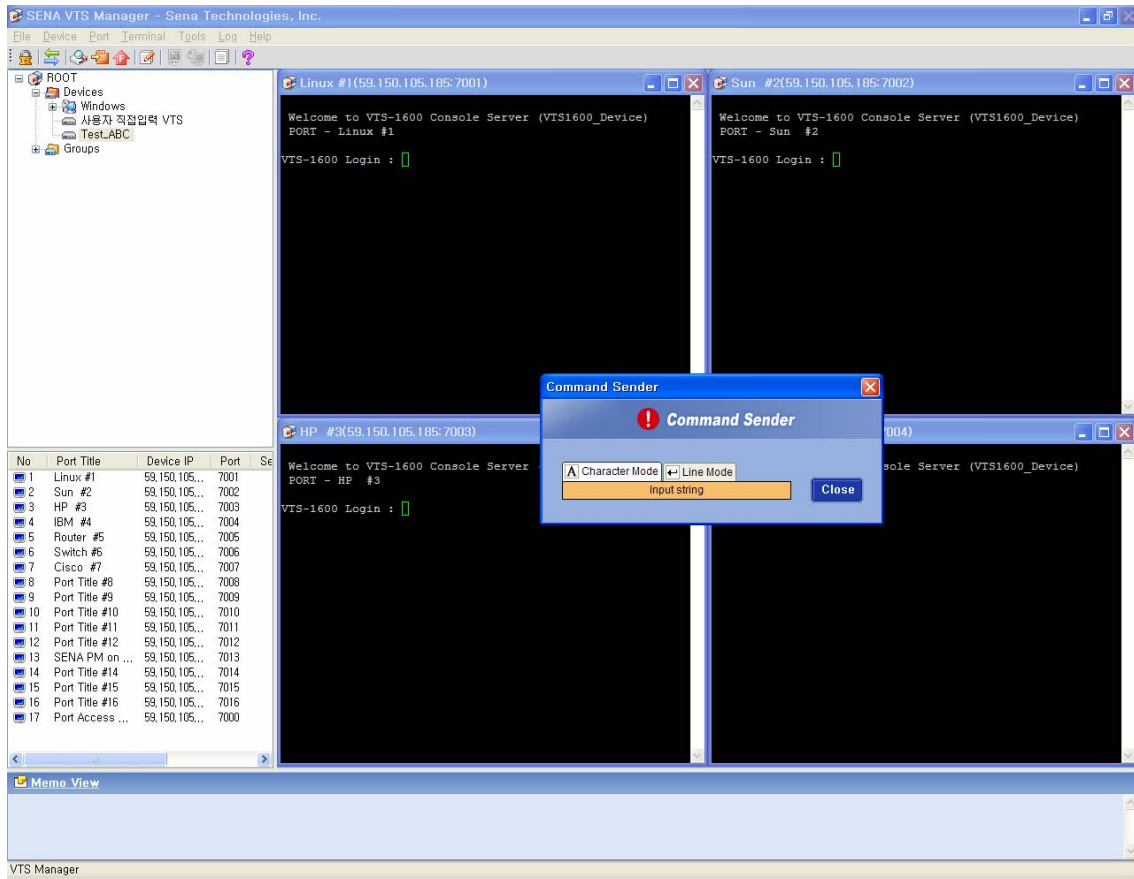 SENA VTS Manager - Sena Technologies, Inc.
File Device Port Terminal Tools Log Help
ROOT
Devices
Windows
사용자 직접입력 VTS
Test_ABC
Groups
Linux #1(59.150.105.185:7001)
Welcome to VTS-1600 Console Server (VTS1600_Device)
PORT - Linux #1
VTS-1600 Login :
Sun #2(59.150.105.185:7002)
Welcome to VTS-1600 Console Server (VTS1600_Device)
PORT - Sun #2
VTS-1600 Login :
Command Sender
Command Sender
A Character Mode Line Mode
Input string
Close
HP #3(59.150.105.185:7003)
Welcome to VTS-1600 Console Server
PORT - HP #3
VTS-1600 Login :
7004)
sole Server (VTS1600_Device)
No Port Title Device IP Port Se
1 Linux #1 59,150,105,... 7001
2 Sun #2 59,150,105,... 7002
3 HP #3 59,150,105,... 7003
4 IBM #4 59,150,105,... 7004
5 Router #5 59,150,105,... 7005
6 Switch #6 59,150,105,... 7006
7 Cisco #7 59,150,105,... 7007
8 Port Title #8 59,150,105,... 7008
9 Port Title #9 59,150,105,... 7009
10 Port Title #10 59,150,105,... 7010
11 Port Title #11 59,150,105,... 7011
12 Port Title #12 59,150,105,... 7012
13 SENA PM on ... 59,150,105,... 7013
14 Port Title #14 59,150,105,... 7014
15 Port Title #15 59,150,105,... 7015
16 Port Title #16 59,150,105,... 7016
17 Port Access ... 59,150,105,... 7000
Memo View
VTS Manager